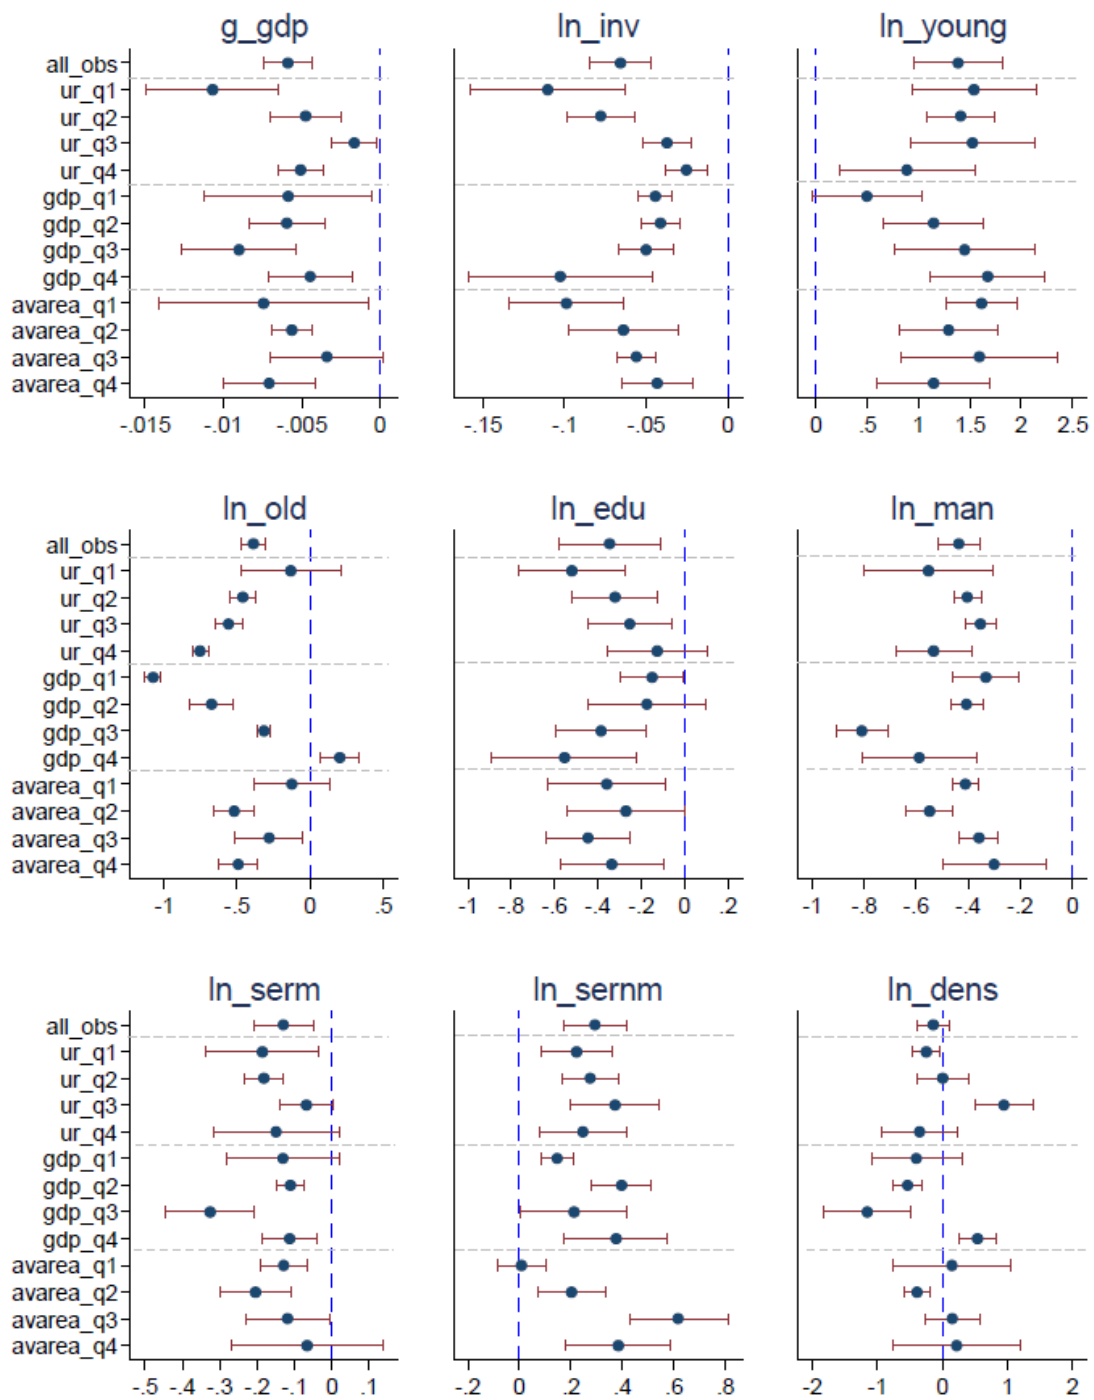 g_gdp ln_inv ln_young
all_obs
ur_q1
ur_q2
ur_q3
ur_q4
gdp_q1
gdp_q2
gdp_q3
gdp_q4
avarea_q1
avarea_q2
avarea_q3
avarea_q4
-.015 -.01 -.005 0 -.15 -.1 -.05 0 0 .5 1 1.5 2 2.5
ln_old ln_edu ln_man
all_obs
ur_q1
ur_q2
ur_q3
ur_q4
gdp_q1
gdp_q2
gdp_q3
gdp_q4
avarea_q1
avarea_q2
avarea_q3
avarea_q4
-1 -.5 0 .5 -1 -.8 -.6 -.4 -.2 0 .2 -1 -.8 -.6 -.4 -.2 0
ln_serm ln_sernm ln_dens
all_obs
ur_q1
ur_q2
ur_q3
ur_q4
gdp_q1
gdp_q2
gdp_q3
gdp_q4
avarea_q1
avarea_q2
avarea_q3
avarea_q4
-.5 -.4 -.3 -.2 -.1 0 .1 -.2 0 .2 .4 .6 .8 -2 -1 0 1 2